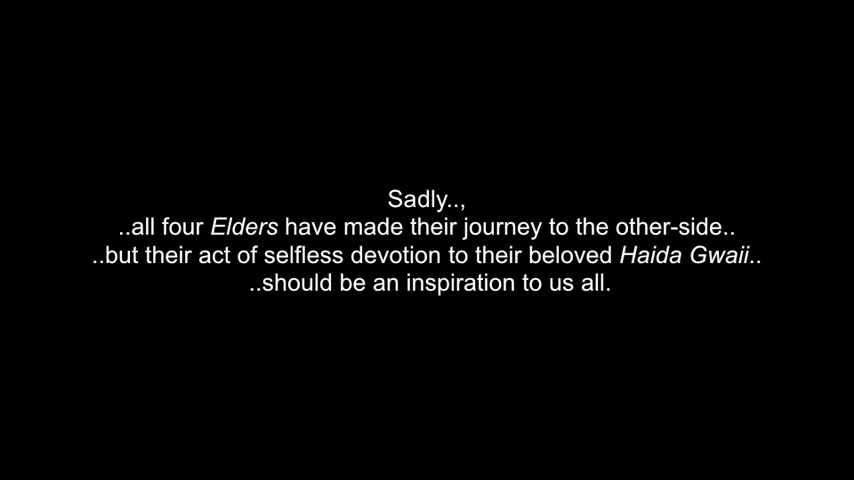 Sadly..,
..all four Elders have made their journey to the other-side..
..but their act of selfless devotion to their beloved Haida Gwaii..
..should be an inspiration to us all.